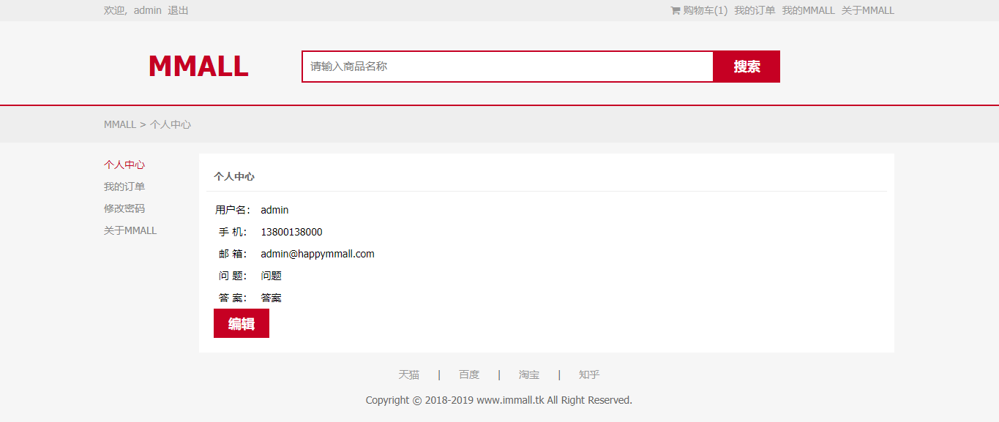 欢迎, admin 退出
购物车(1) 我的订单 我的MMALL 关于MMALL
MMALL
请输入商品名称
搜索
MMALL > 个人中心
个人中心
我的订单
修改密码
关于MMALL
个人中心
用户名: admin
手 机: 13800138000
邮 箱: admin@happymmall.com
问 题: 问题
答 案: 答案
编辑
天猫 | 百度 | 淘宝 | 知乎
Copyright © 2018-2019 www.immall.tk All Right Reserved.